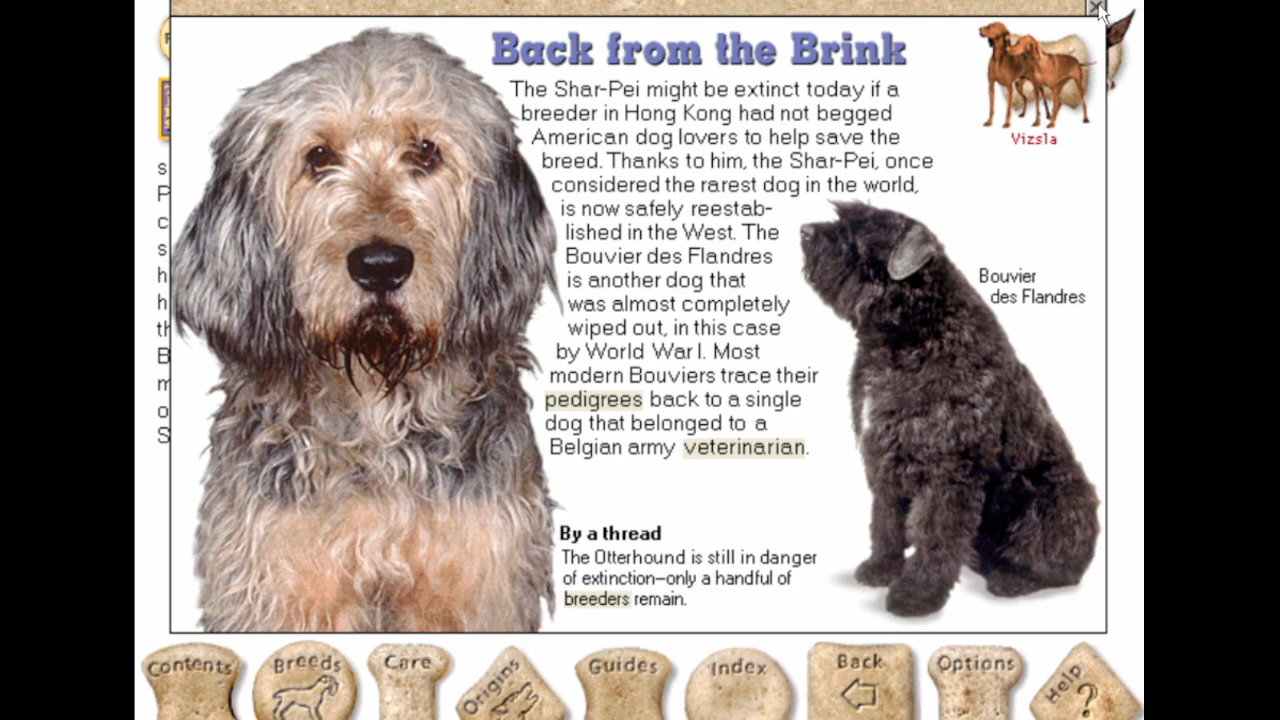 Back from the Brink
The Shar-Pei might be extinct today if a
breeder in Hong Kong had not begged
American dog lovers to help save the
breed. Thanks to him, the Shar-Pei, once
considered the rarest dog in the world,
is now safely reestab-
lished in the West. The
Bouvier des Flandres
is another dog that
was almost completely
wiped out, in this case
by World War I. Most
modern Bouviers trace their
pedigrees back to a single
dog that belonged to a
Belgian army veterinarian.
Vizsla
Bouvier
des Flandres
By a thread
The Otterhound is still in danger
of extinction–only a handful of
breeders remain.
s
P
c
s
h
h
th
B
m
o
S
Contents
Breeds
Care
Origins
Guides
Index
Back
Options
Help
?